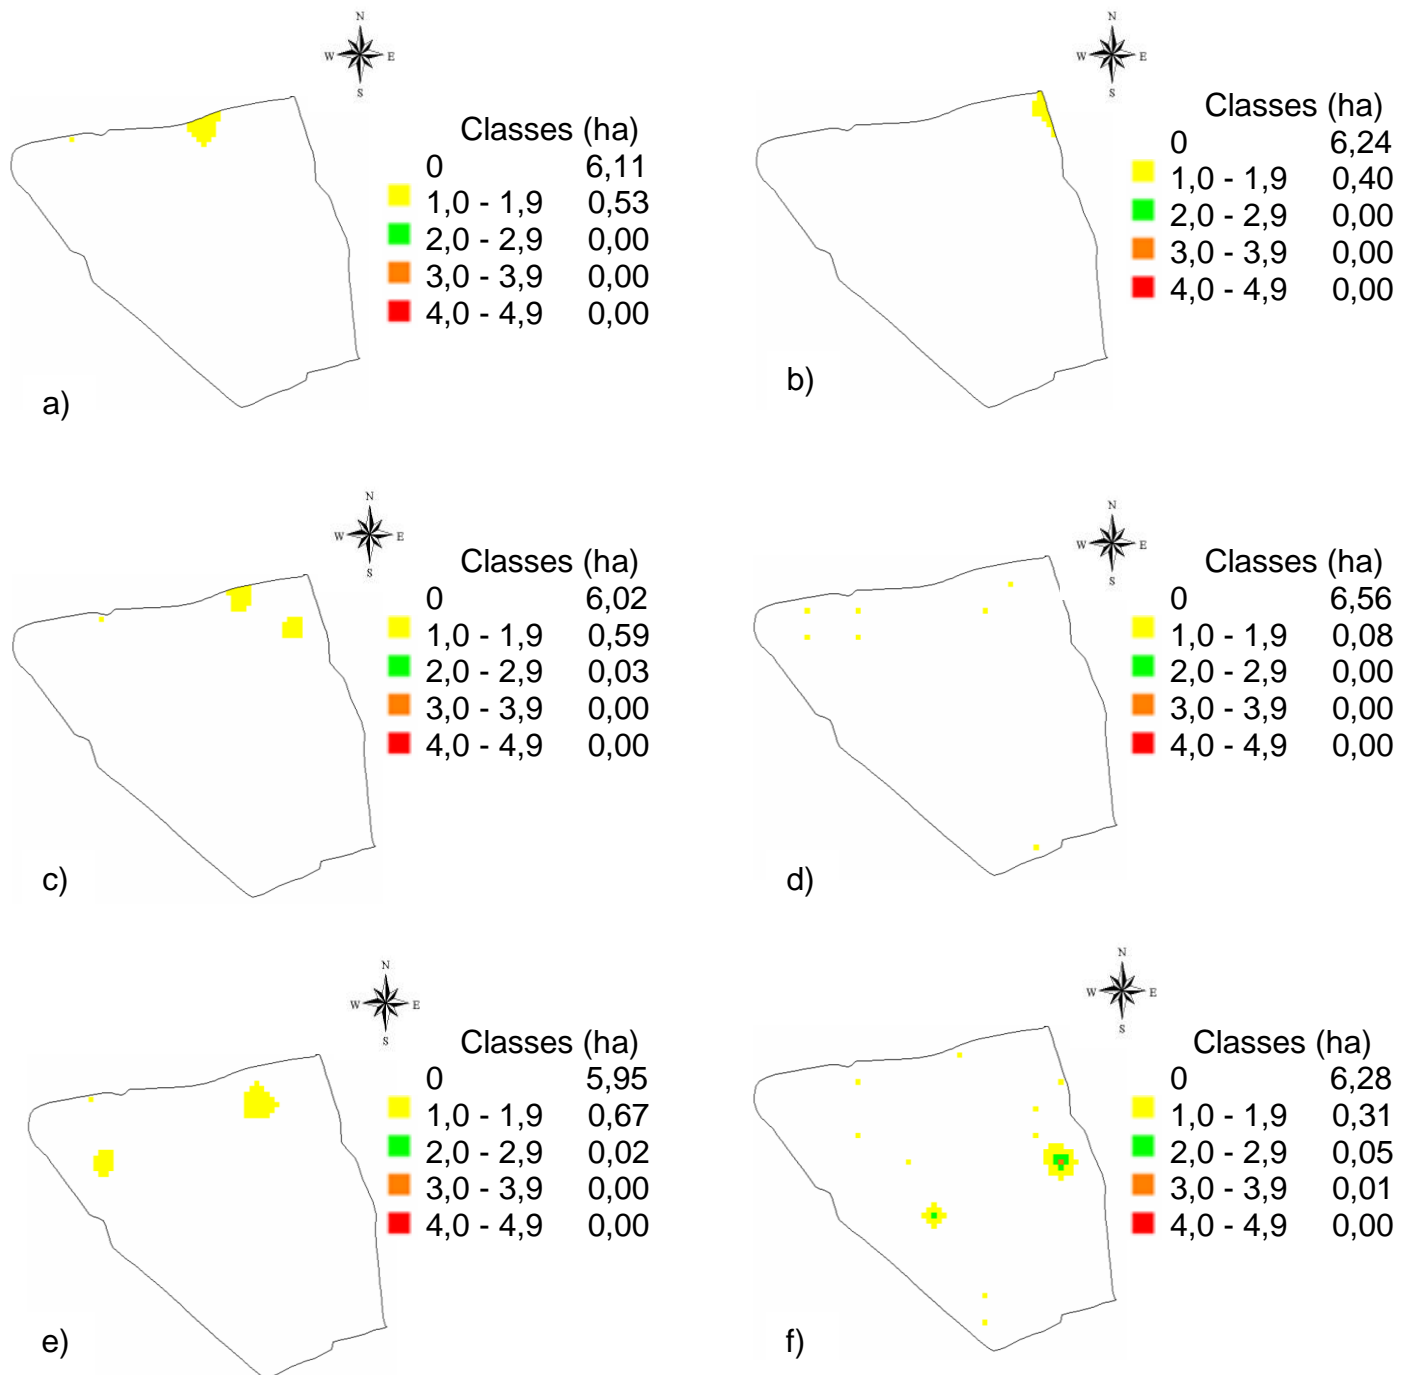 N
W E
S
Classes (ha)
0 6,11
1,0 - 1,9 0,53
2,0 - 2,9 0,00
3,0 - 3,9 0,00
4,0 - 4,9 0,00
a)
N
W E
S
Classes (ha)
0 6,24
1,0 - 1,9 0,40
2,0 - 2,9 0,00
3,0 - 3,9 0,00
4,0 - 4,9 0,00
b)
N
W E
S
Classes (ha)
0 6,02
1,0 - 1,9 0,59
2,0 - 2,9 0,03
3,0 - 3,9 0,00
4,0 - 4,9 0,00
c)
N
W E
S
Classes (ha)
0 6,56
1,0 - 1,9 0,08
2,0 - 2,9 0,00
3,0 - 3,9 0,00
4,0 - 4,9 0,00
d)
N
W E
S
Classes (ha)
0 5,95
1,0 - 1,9 0,67
2,0 - 2,9 0,02
3,0 - 3,9 0,00
4,0 - 4,9 0,00
e)
N
W E
S
Classes (ha)
0 6,28
1,0 - 1,9 0,31
2,0 - 2,9 0,05
3,0 - 3,9 0,01
4,0 - 4,9 0,00
f)